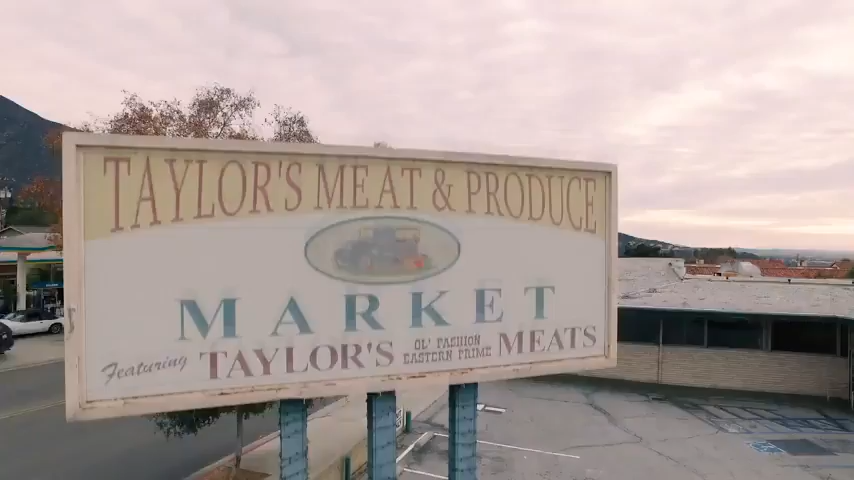 TAYLOR'S MEAT & PRODUCE
MARKET
Featuring TAYLOR'S OL' FASHION EASTERN PRIME MEATS